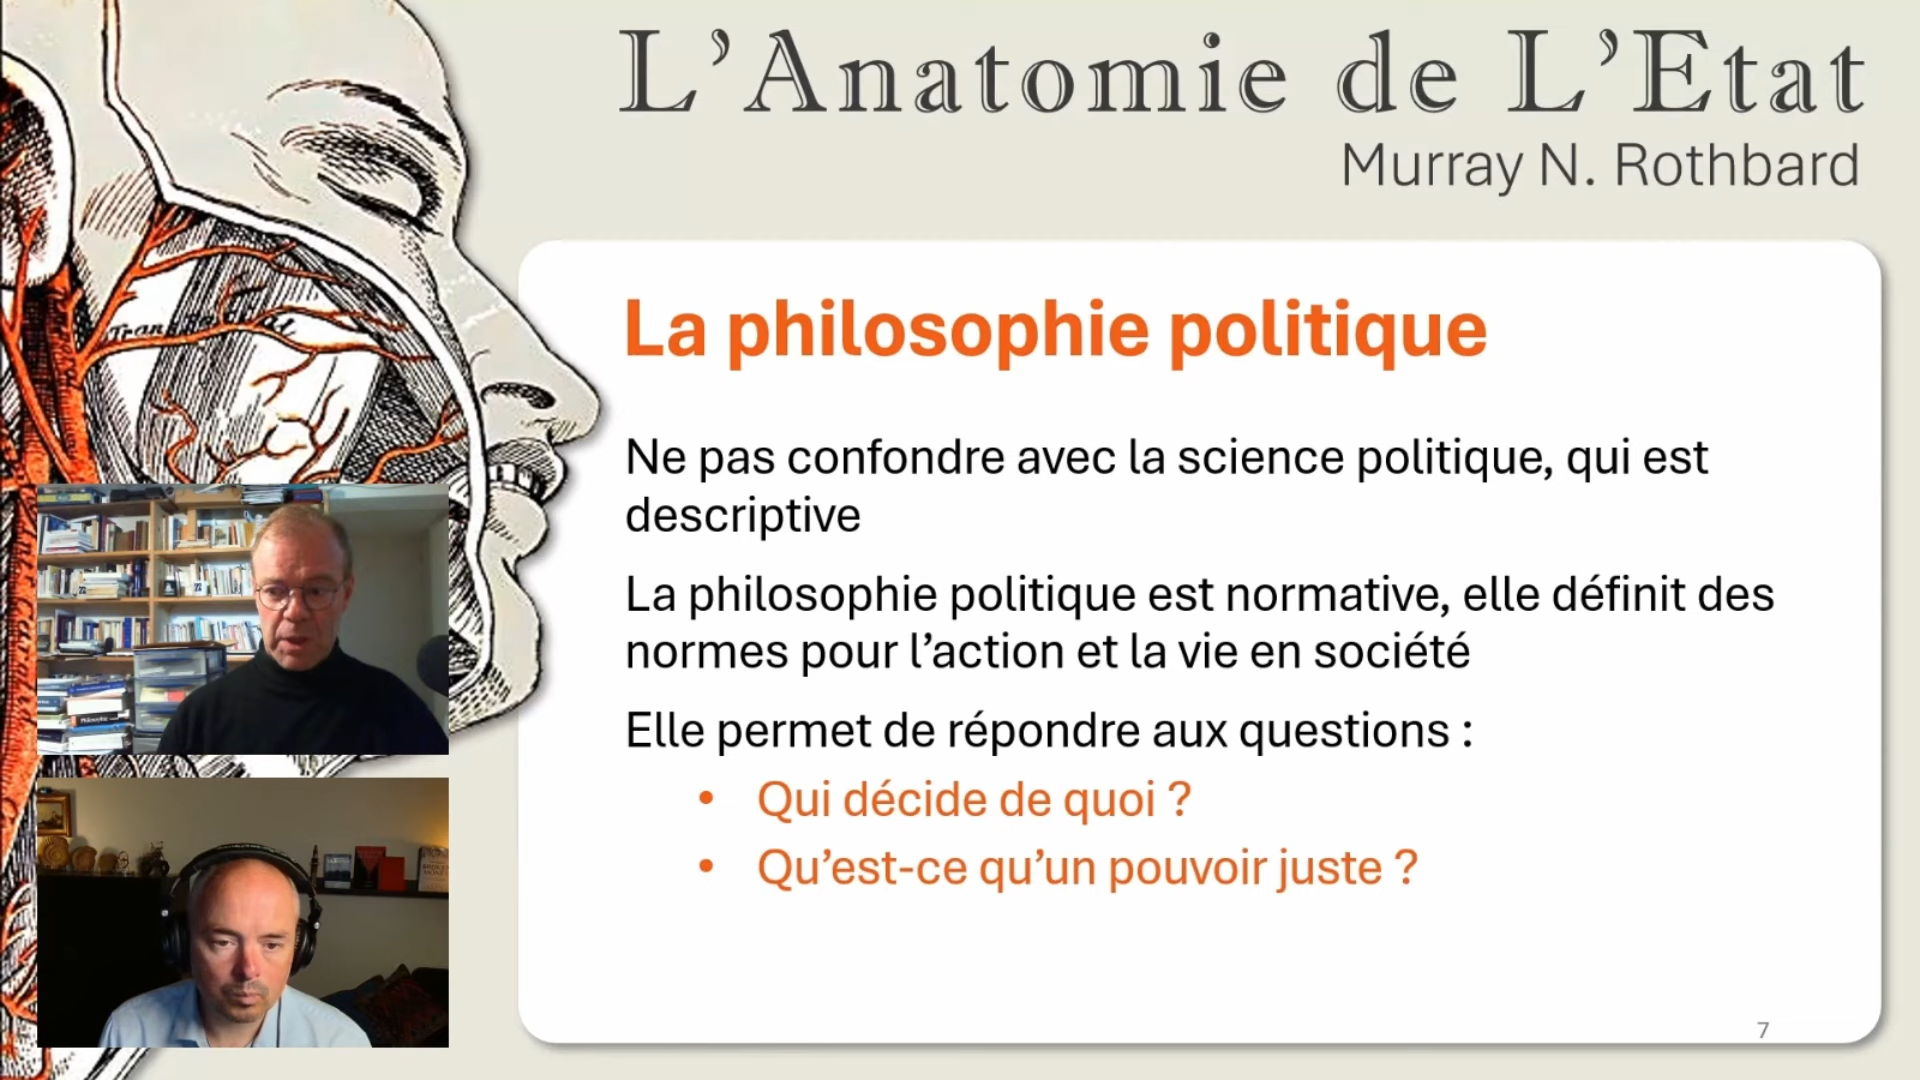 L'Anatomie de L'Etat
Murray N. Rothbard
La philosophie politique
Ne pas confondre avec la science politique, qui est
descriptive
La philosophie politique est normative, elle définit des
normes pour l’action et la vie en société
Elle permet de répondre aux questions :
• Qui décide de quoi ?
• Qu’est-ce qu’un pouvoir juste ?
7